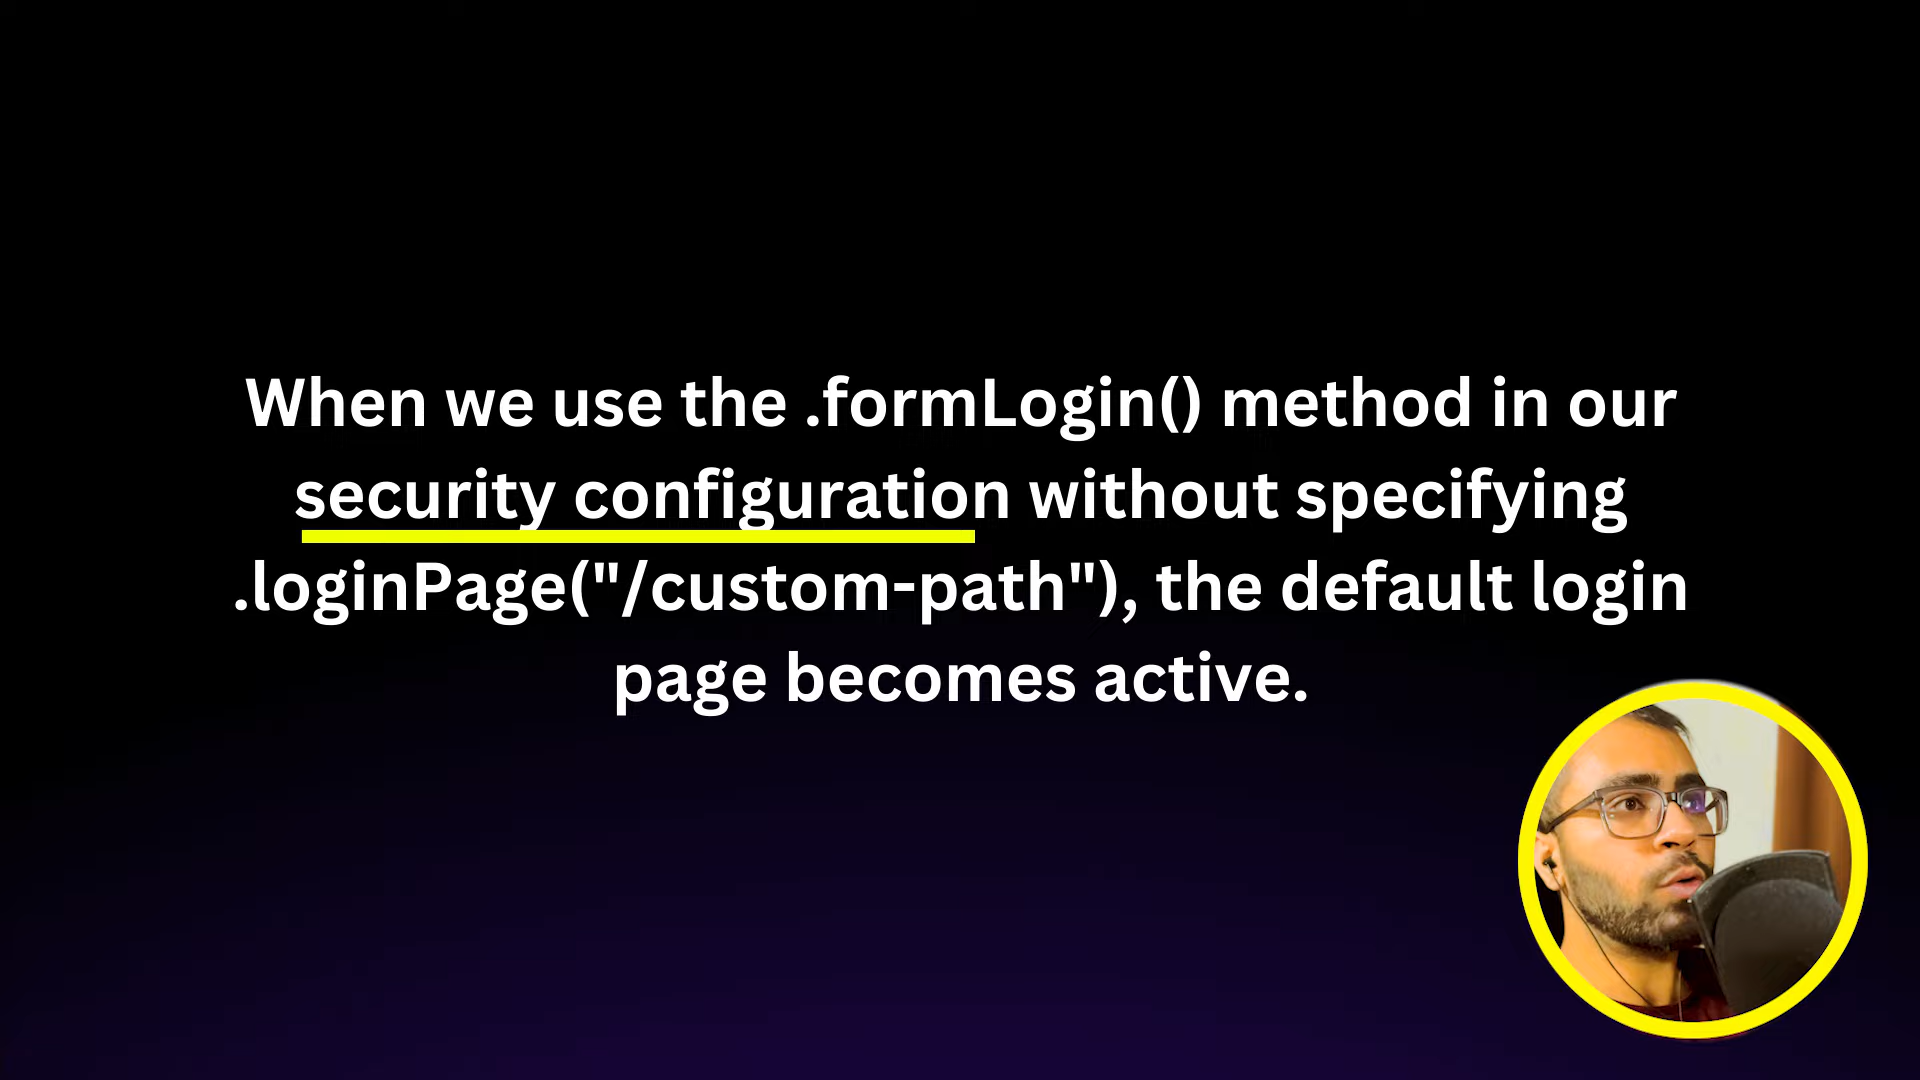 When we use the .formLogin() method in our
security configuration without specifying
.loginPage("/custom-path"), the default login
page becomes active.